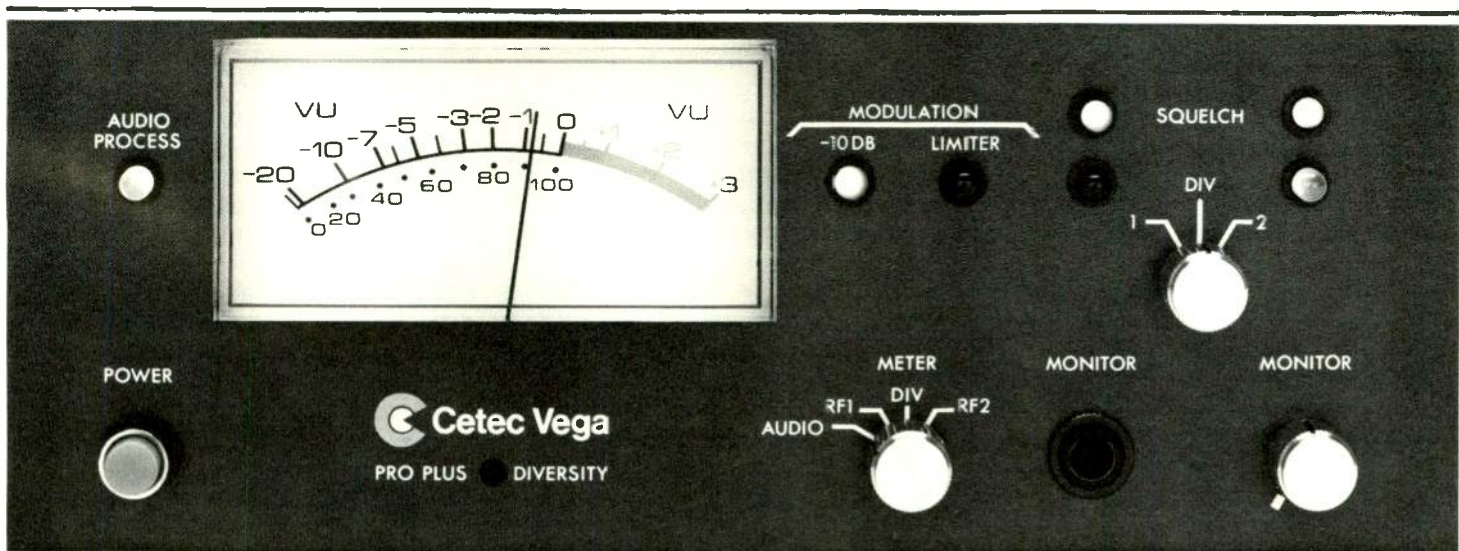 AUDIO
PROCESS
VU
VU
-20
-10
-7
-5
-3
-2
-1
0
1
2
3
0
20
40
60
80
100
MODULATION
-10 DB
LIMITER
SQUELCH
1
DIV
2
POWER
Cetec Vega
PRO PLUS DIVERSITY
METER
AUDIO
RF1
DIV
RF2
MONITOR
MONITOR